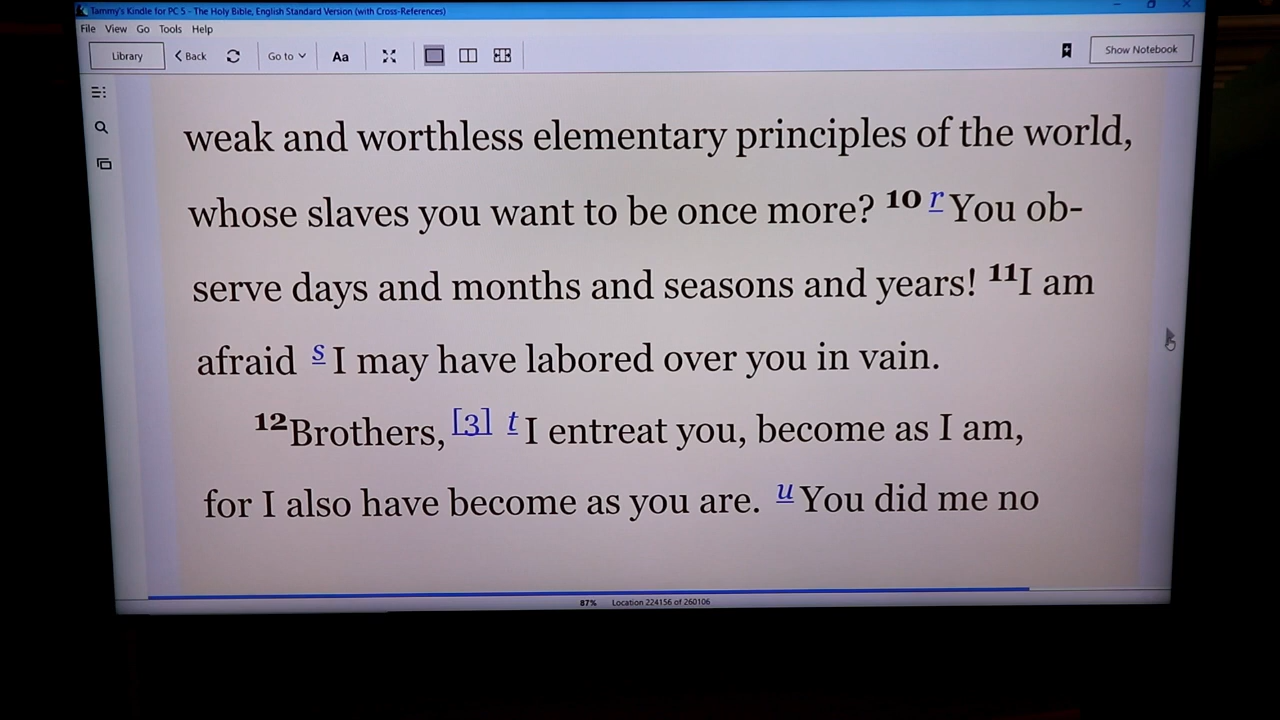 Tammy's Kindle for PC 5 - The Holy Bible, English Standard Version (with Cross-References)
File View Go Tools Help
Library Back Go to Aa Show Notebook
weak and worthless elementary principles of the world,
whose slaves you want to be once more? 10 r You ob-
serve days and months and seasons and years! 11 I am
afraid s I may have labored over you in vain.
12 Brothers, [3] t I entreat you, become as I am,
for I also have become as you are. u You did me no
87% Location 224156 of 260106